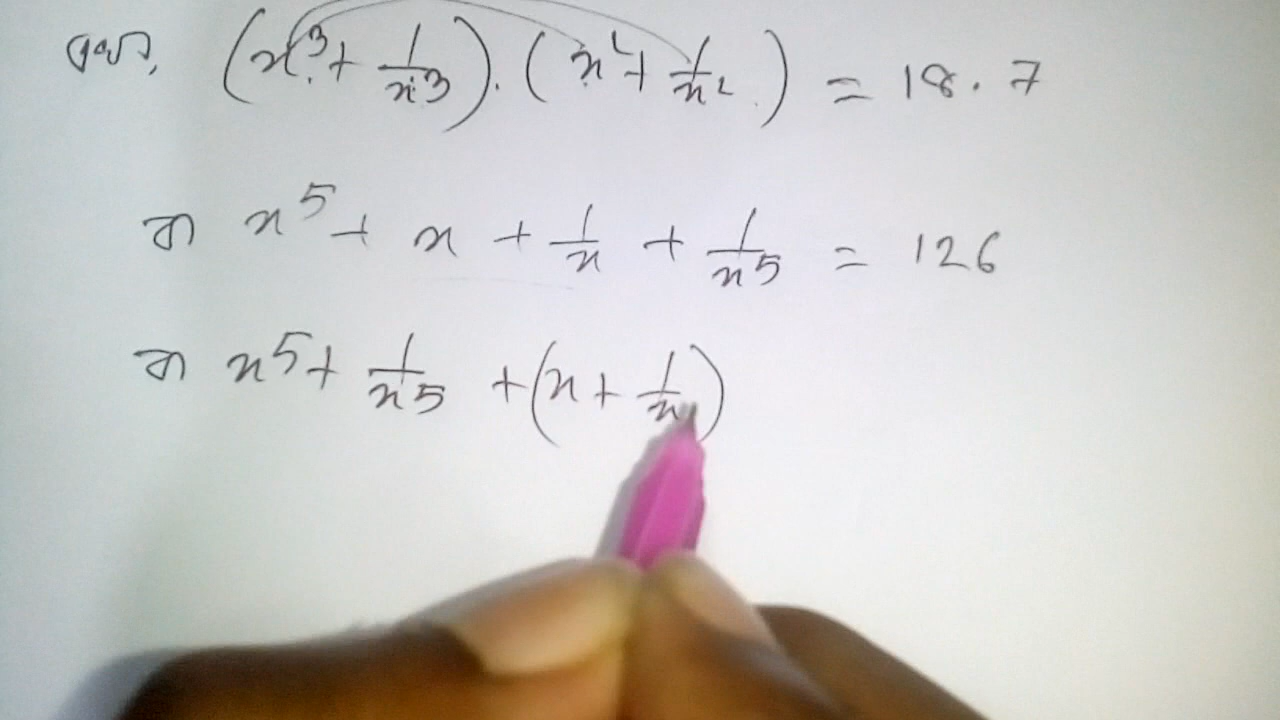 এখন, (x³ + 1/x³) . (x² + 1/x²) = 18 . 7
বা x⁵ + x + 1/x + 1/x⁵ = 126
বা x⁵ + 1/x⁵ + (x + 1/x)